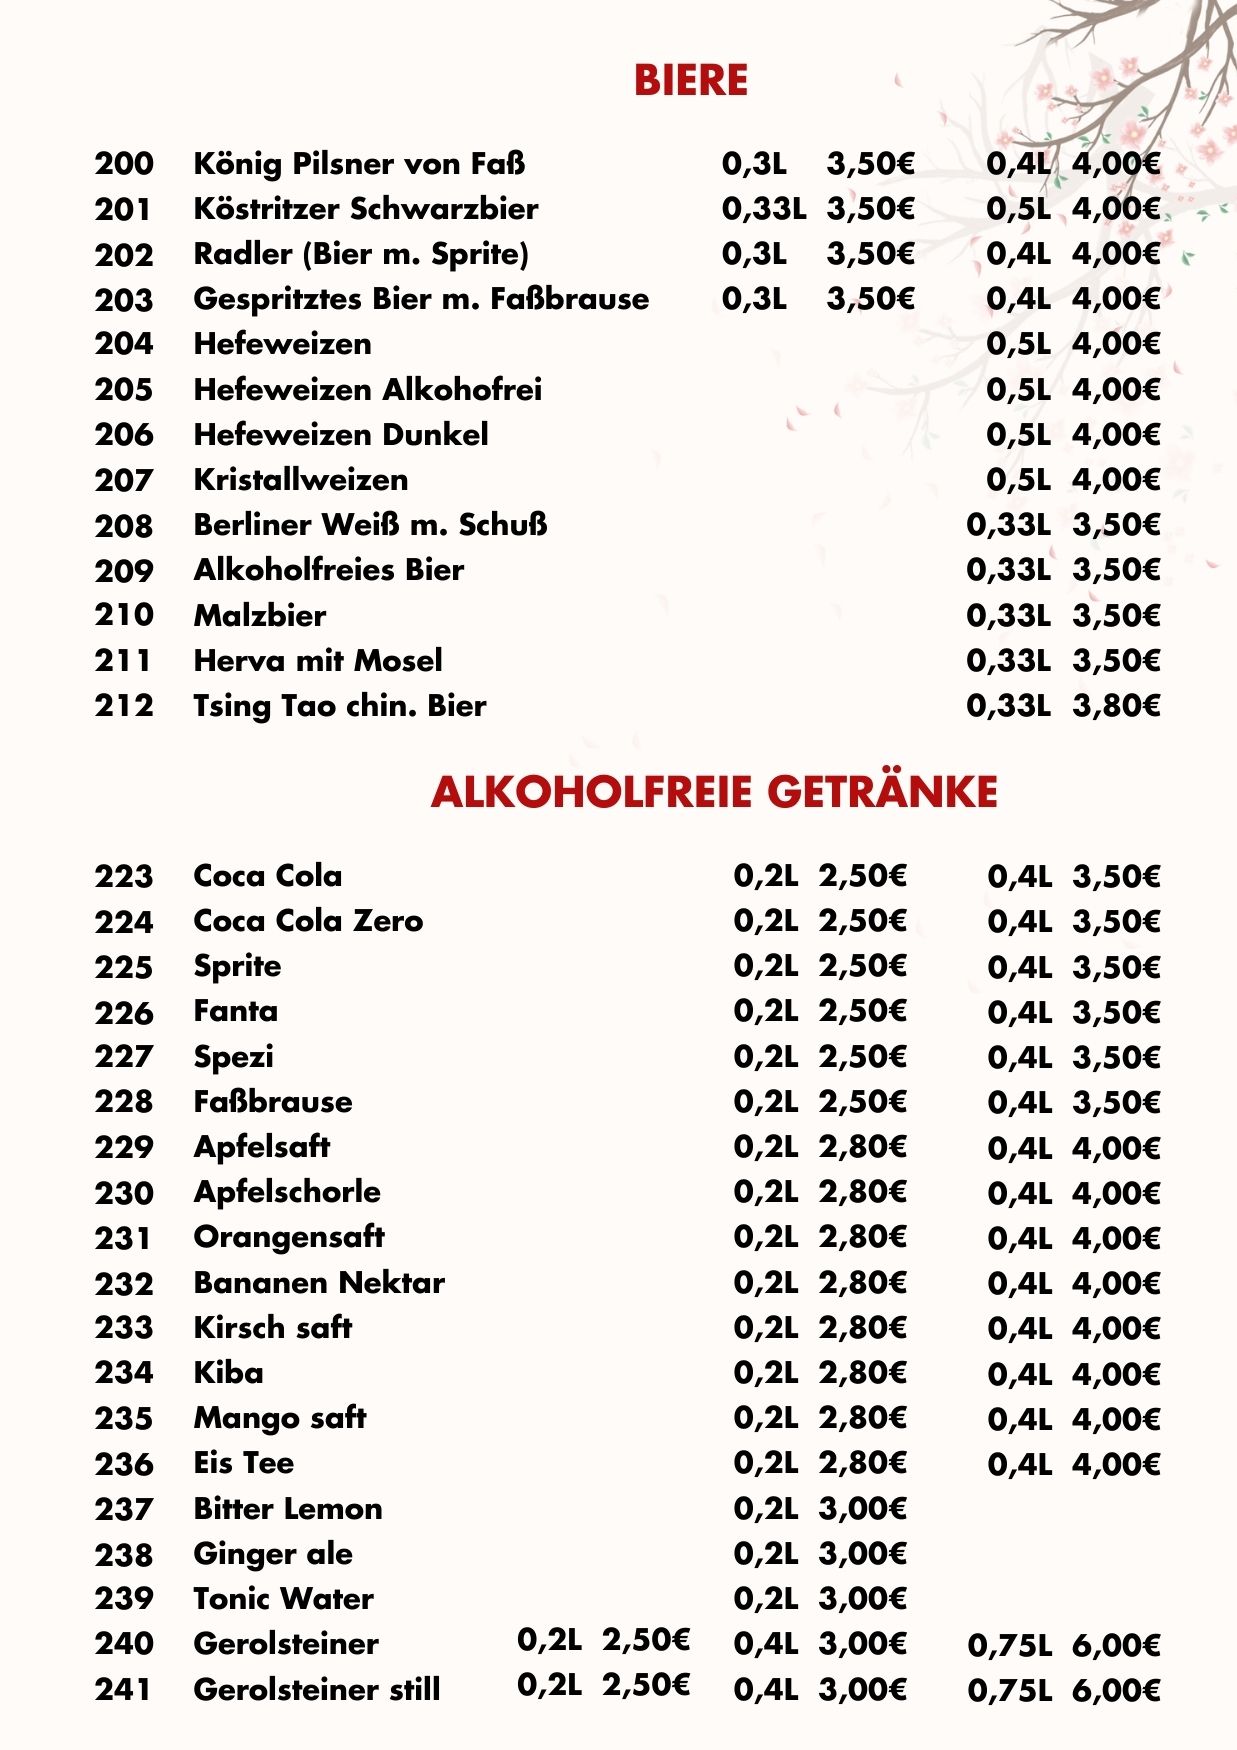 BIERE
200 König Pilsner von Faß 0,3L 3,50€ 0,4L 4,00€
201 Köstritzer Schwarzbier 0,33L 3,50€ 0,5L 4,00€
202 Radler (Bier m. Sprite) 0,3L 3,50€ 0,4L 4,00€
203 Gespritztes Bier m. Faßbrause 0,3L 3,50€ 0,4L 4,00€
204 Hefeweizen 0,5L 4,00€
205 Hefeweizen Alkohofrei 0,5L 4,00€
206 Hefeweizen Dunkel 0,5L 4,00€
207 Kristallweizen 0,5L 4,00€
208 Berliner Weiß m. Schuß 0,33L 3,50€
209 Alkoholfreies Bier 0,33L 3,50€
210 Malzbier 0,33L 3,50€
211 Herva mit Mosel 0,33L 3,50€
212 Tsing Tao chin. Bier 0,33L 3,80€
ALKOHOLFREIE GETRÄNKE
223 Coca Cola 0,2L 2,50€ 0,4L 3,50€
224 Coca Cola Zero 0,2L 2,50€ 0,4L 3,50€
225 Sprite 0,2L 2,50€ 0,4L 3,50€
226 Fanta 0,2L 2,50€ 0,4L 3,50€
227 Spezi 0,2L 2,50€ 0,4L 3,50€
228 Faßbrause 0,2L 2,50€ 0,4L 3,50€
229 Apfelsaft 0,2L 2,80€ 0,4L 4,00€
230 Apfelschorle 0,2L 2,80€ 0,4L 4,00€
231 Orangensaft 0,2L 2,80€ 0,4L 4,00€
232 Bananen Nektar 0,2L 2,80€ 0,4L 4,00€
233 Kirsch saft 0,2L 2,80€ 0,4L 4,00€
234 Kiba 0,2L 2,80€ 0,4L 4,00€
235 Mango saft 0,2L 2,80€ 0,4L 4,00€
236 Eis Tee 0,2L 2,80€ 0,4L 4,00€
237 Bitter Lemon 0,2L 3,00€
238 Ginger ale 0,2L 3,00€
239 Tonic Water 0,2L 3,00€
240 Gerolsteiner 0,2L 2,50€ 0,4L 3,00€ 0,75L 6,00€
241 Gerolsteiner still 0,2L 2,50€ 0,4L 3,00€ 0,75L 6,00€